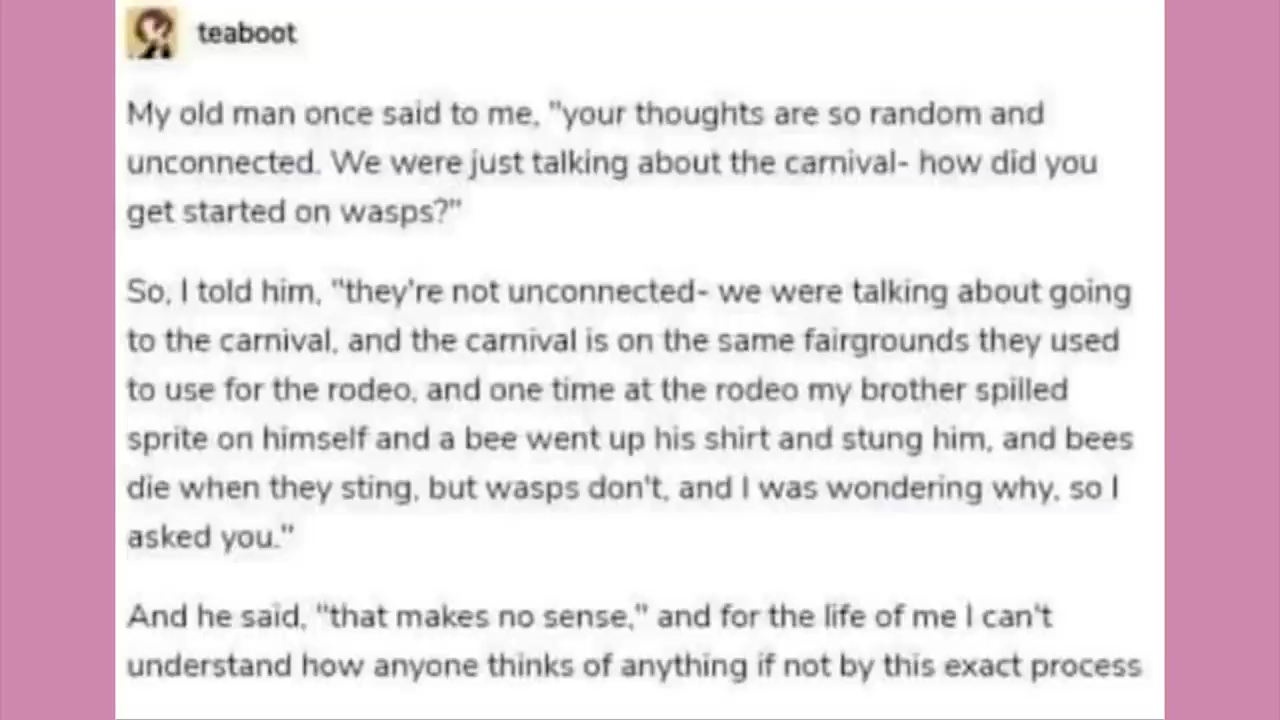 teaboot
My old man once said to me, "your thoughts are so random and
unconnected. We were just talking about the carnival- how did you
get started on wasps?"
So, I told him, "they're not unconnected- we were talking about going
to the carnival, and the carnival is on the same fairgrounds they used
to use for the rodeo, and one time at the rodeo my brother spilled
sprite on himself and a bee went up his shirt and stung him, and bees
die when they sting, but wasps don't, and I was wondering why, so I
asked you."
And he said, "that makes no sense," and for the life of me I can't
understand how anyone thinks of anything if not by this exact process